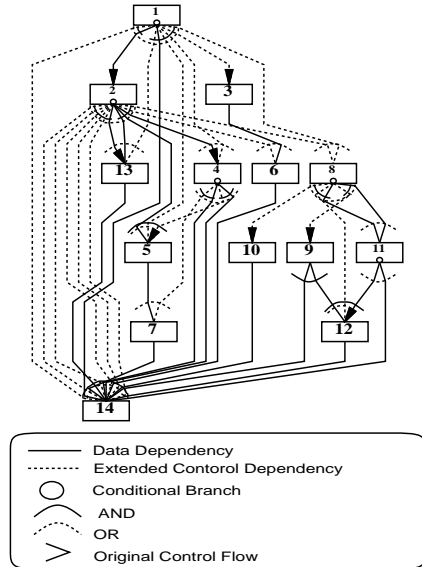 1
2
3
13
4
6
8
5
10
9
11
7
12
14
Data Dependency
Extended Contorol Dependency
Conditional Branch
AND
OR
Original Control Flow